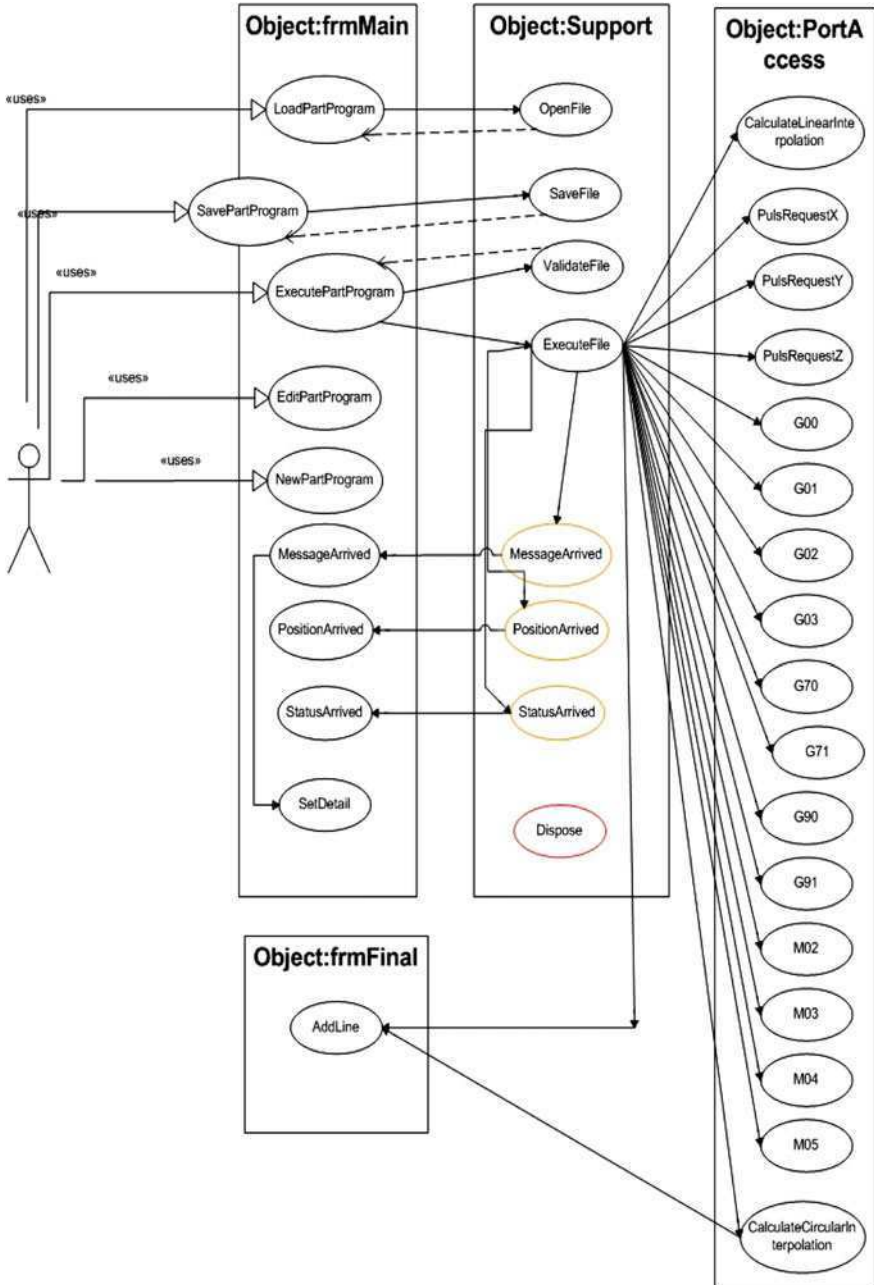 Object:frmMain
«uses»
LoadPartProgram
«uses»
SavePartProgram
«uses»
ExecutePartProgram
«uses»
EditPartProgram
«uses»
NewPartProgram
MessageArrived
PositionArrived
StatusArrived
SetDetail
Object:Support
OpenFile
SaveFile
ValidateFile
ExecuteFile
MessageArrived
PositionArrived
StatusArrived
Dispose
Object:PortA
ccess
CalculateLinearInte
rpolation
PulsRequestX
PulsRequestY
PulsRequestZ
G00
G01
G02
G03
G70
G71
G90
G91
M02
M03
M04
M05
CalculateCircularIn
terpolation
Object:frmFinal
AddLine